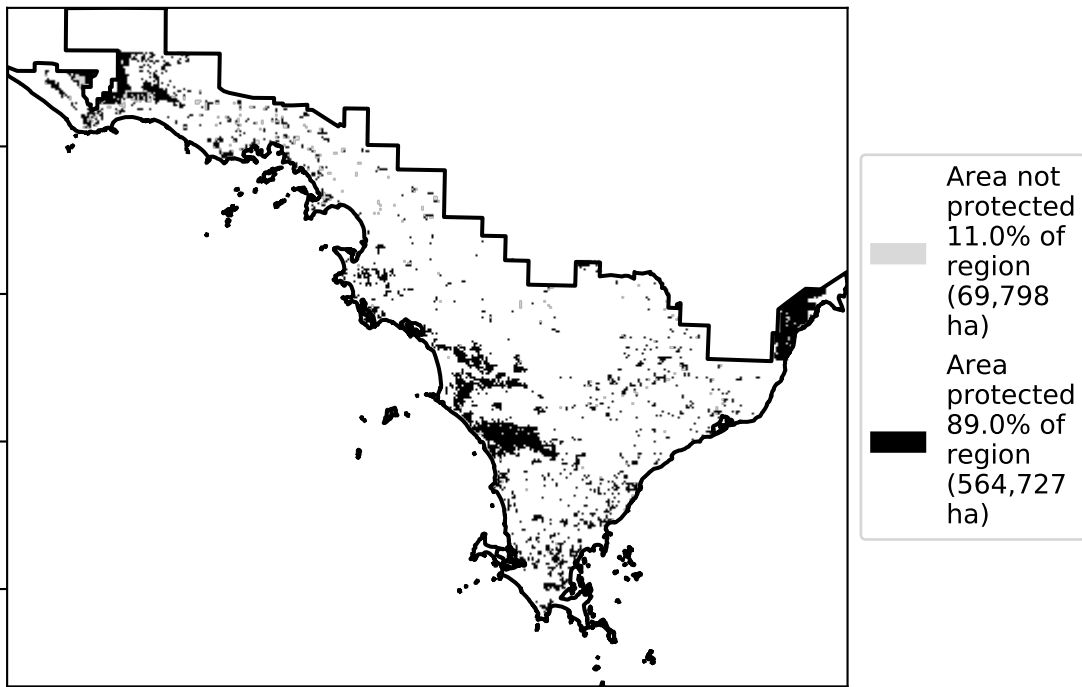 Area not
protected
11.0% of
region
(69,798
ha)
Area
protected
89.0% of
region
(564,727
ha)